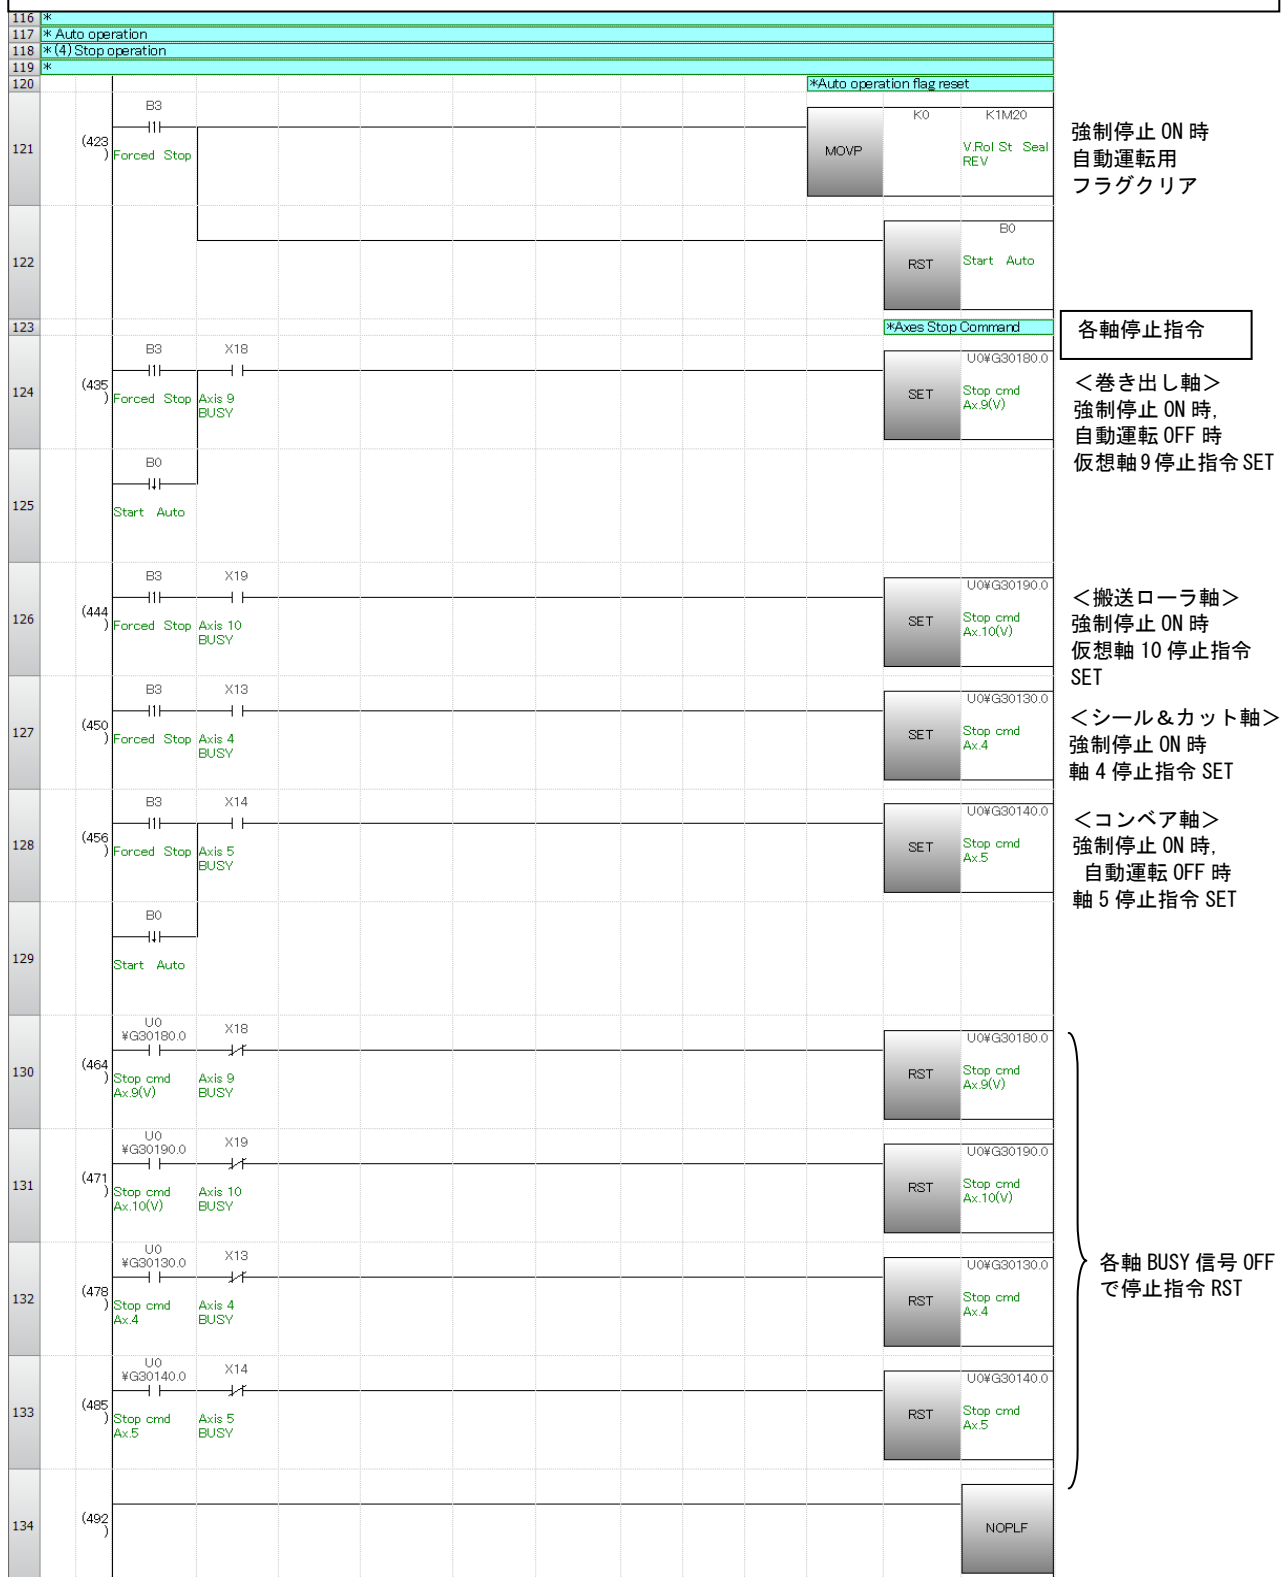 116 *
117 * Auto operation
118 * (4) Stop operation
119 *
120 *Auto operation flag reset
B3 K0 K1M20
121 (423) Forced Stop MOVP V.Rol St Seal REV
強制停止 ON 時
自動運転用
フラグクリア
B0
122 RST Start Auto
123 *Axes Stop Command
各軸停止指令
B3 X18 U0¥G30180.0
124 (435) Forced Stop Axis 9 BUSY SET Stop cmd Ax.9(V)
＜巻き出し軸＞
強制停止 ON 時,
自動運転 OFF 時
仮想軸9停止指令SET
B0
125 Start Auto
B3 X19 U0¥G30190.0
126 (444) Forced Stop Axis 10 BUSY SET Stop cmd Ax.10(V)
＜搬送ローラ軸＞
強制停止 ON 時
仮想軸 10 停止指令
SET
B3 X13 U0¥G30130.0
127 (450) Forced Stop Axis 4 BUSY SET Stop cmd Ax.4
＜シール＆カット軸＞
強制停止 ON 時
軸 4 停止指令 SET
B3 X14 U0¥G30140.0
128 (456) Forced Stop Axis 5 BUSY SET Stop cmd Ax.5
＜コンベア軸＞
強制停止 ON 時,
自動運転 OFF 時
軸 5 停止指令 SET
B0
129 Start Auto
U0¥G30180.0 X18 U0¥G30180.0
130 (464) Stop cmd Ax.9(V) Axis 9 BUSY RST Stop cmd Ax.9(V)
U0¥G30190.0 X19 U0¥G30190.0
131 (471) Stop cmd Ax.10(V) Axis 10 BUSY RST Stop cmd Ax.10(V)
U0¥G30130.0 X13 U0¥G30130.0
132 (478) Stop cmd Ax.4 Axis 4 BUSY RST Stop cmd Ax.4
各軸 BUSY 信号 OFF
で停止指令 RST
U0¥G30140.0 X14 U0¥G30140.0
133 (485) Stop cmd Ax.5 Axis 5 BUSY RST Stop cmd Ax.5
134 (492) NOPLF